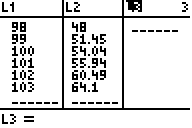 L1 L2 L3 3
98 48 ------
99 51.45
100 54.04
101 55.94
102 60.49
103 64.1
------ ------
L3 =